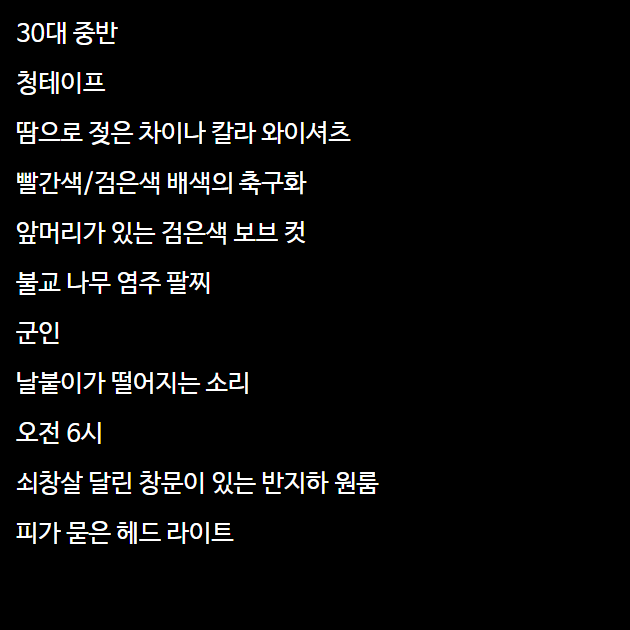 30대 중반
청테이프
땀으로 젖은 차이나 칼라 와이셔츠
빨간색/검은색 배색의 축구화
앞머리가 있는 검은색 보브 컷
불교 나무 염주 팔찌
군인
날붙이가 떨어지는 소리
오전 6시
쇠창살 달린 창문이 있는 반지하 원룸
피가 묻은 헤드 라이트